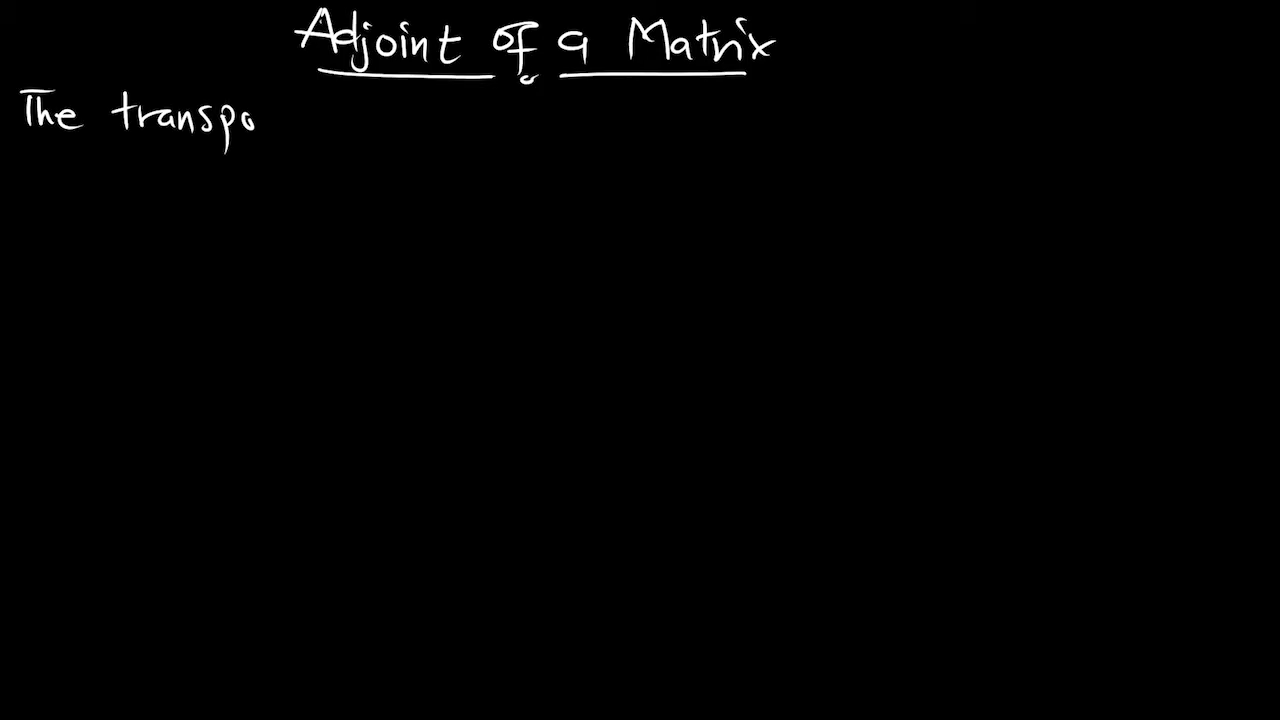 Adjoint of a Matrix
The transpo